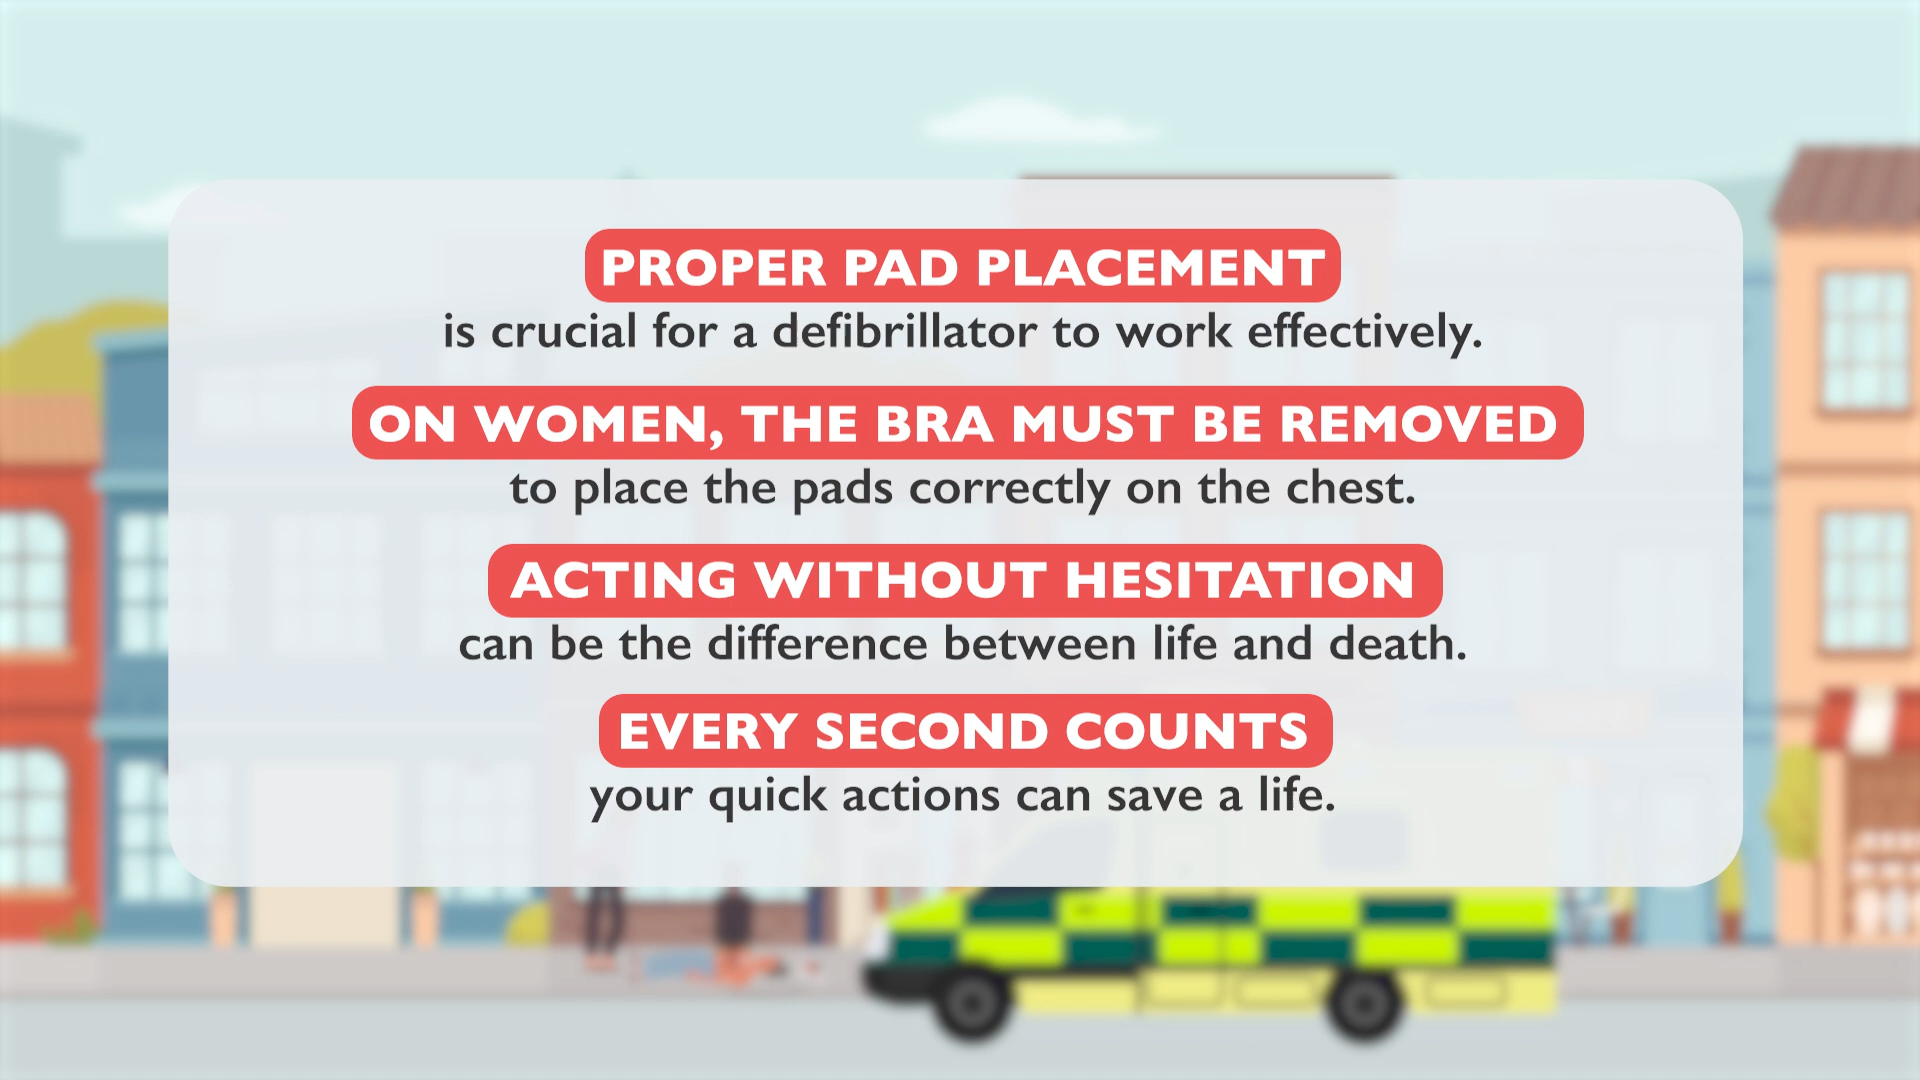 PROPER PAD PLACEMENT
is crucial for a defibrillator to work effectively.
ON WOMEN, THE BRA MUST BE REMOVED
to place the pads correctly on the chest.
ACTING WITHOUT HESITATION
can be the difference between life and death.
EVERY SECOND COUNTS
your quick actions can save a life.